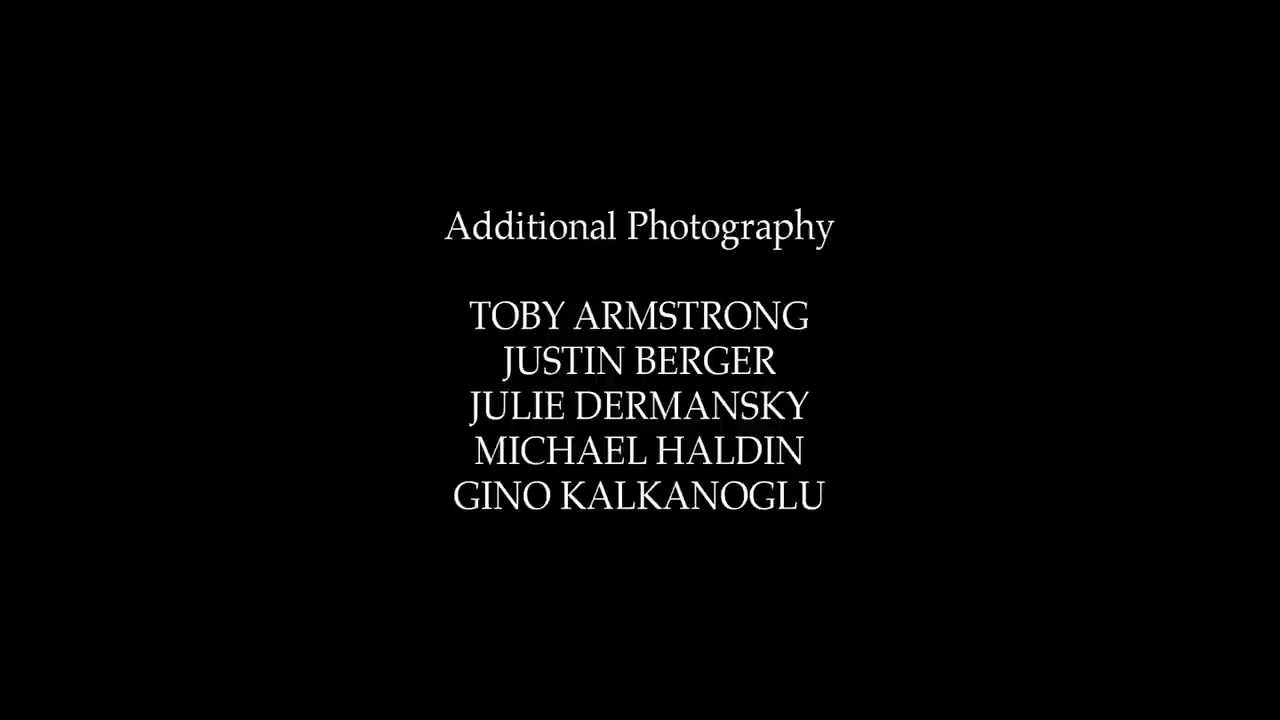 Additional Photography
TOBY ARMSTRONG
JUSTIN BERGER
JULIE DERMANSKY
MICHAEL HALDIN
GINO KALKANOGLU